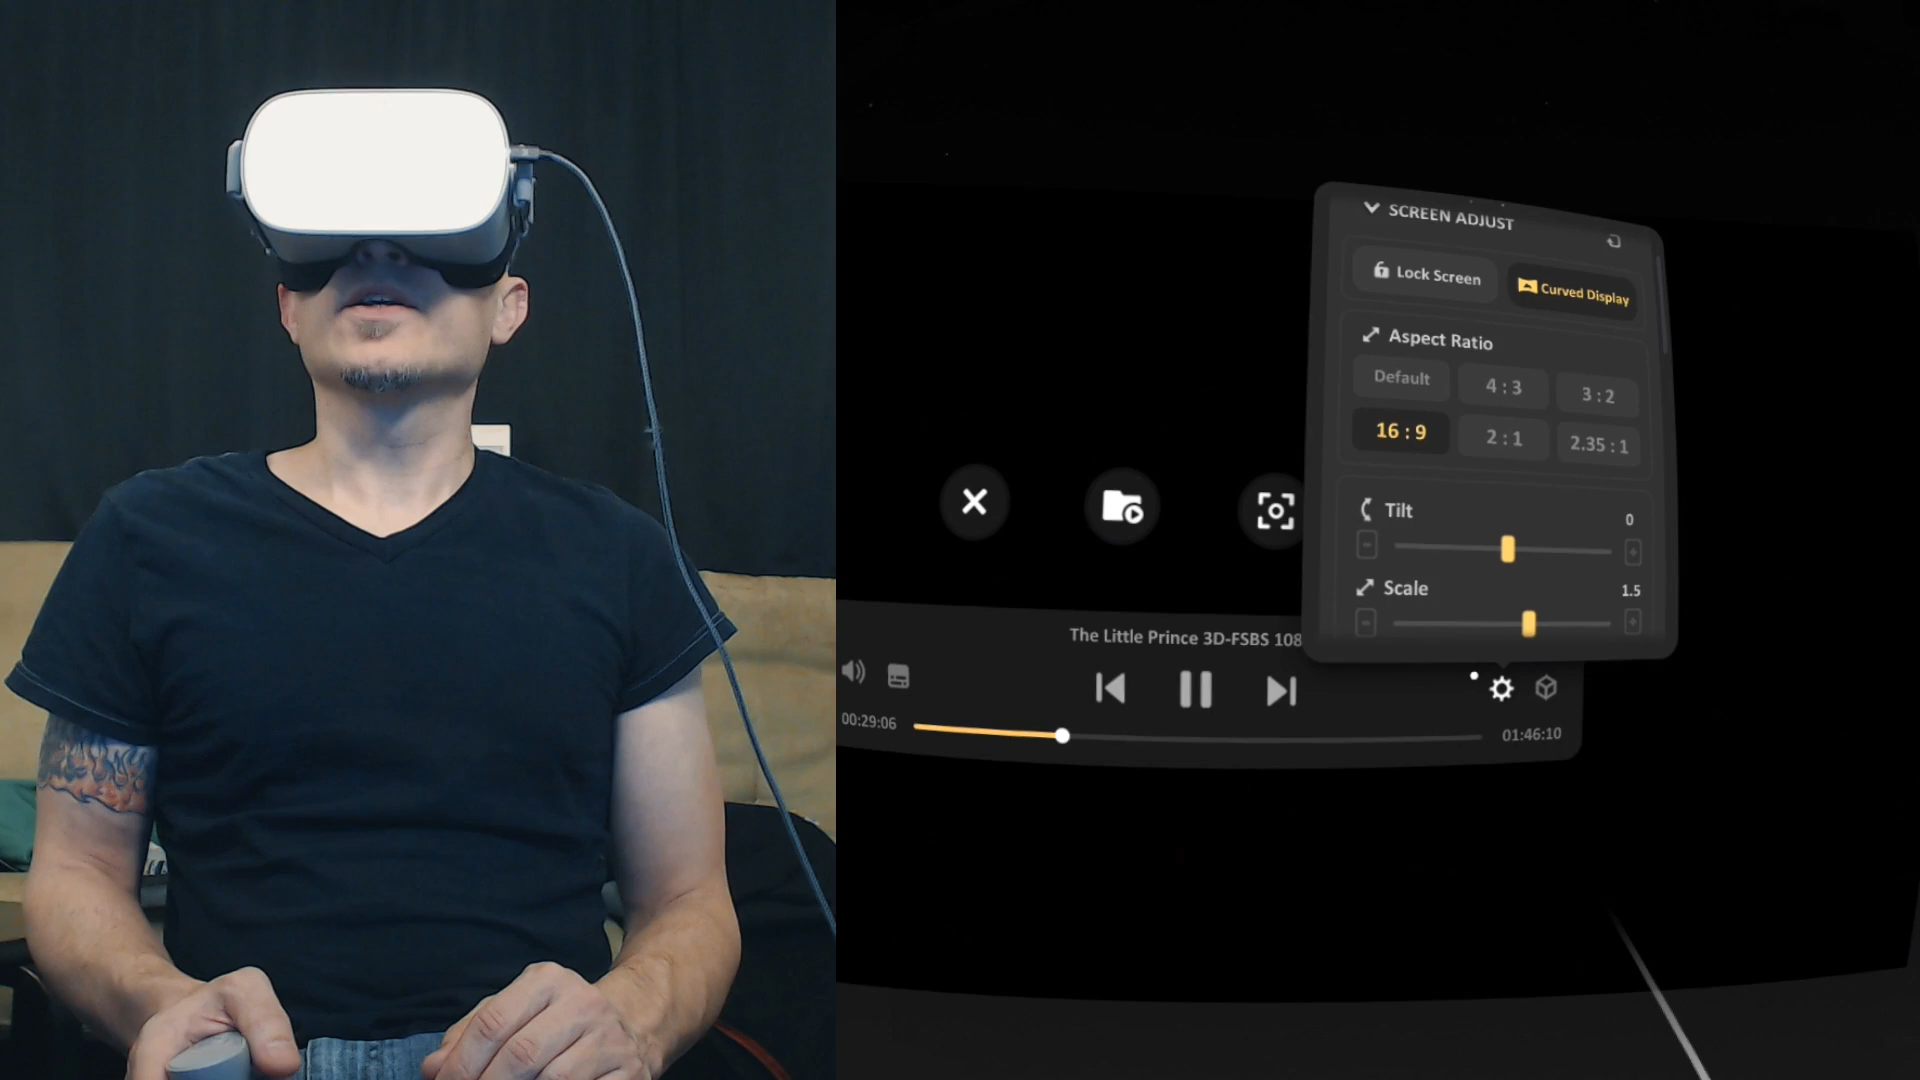 SCREEN ADJUST
Lock Screen
Curved Display
Aspect Ratio
Default
4 : 3
3 : 2
16 : 9
2 : 1
2.35 : 1
Tilt
0
Scale
1.5
The Little Prince 3D-FSBS 108
00:29:06
01:46:10